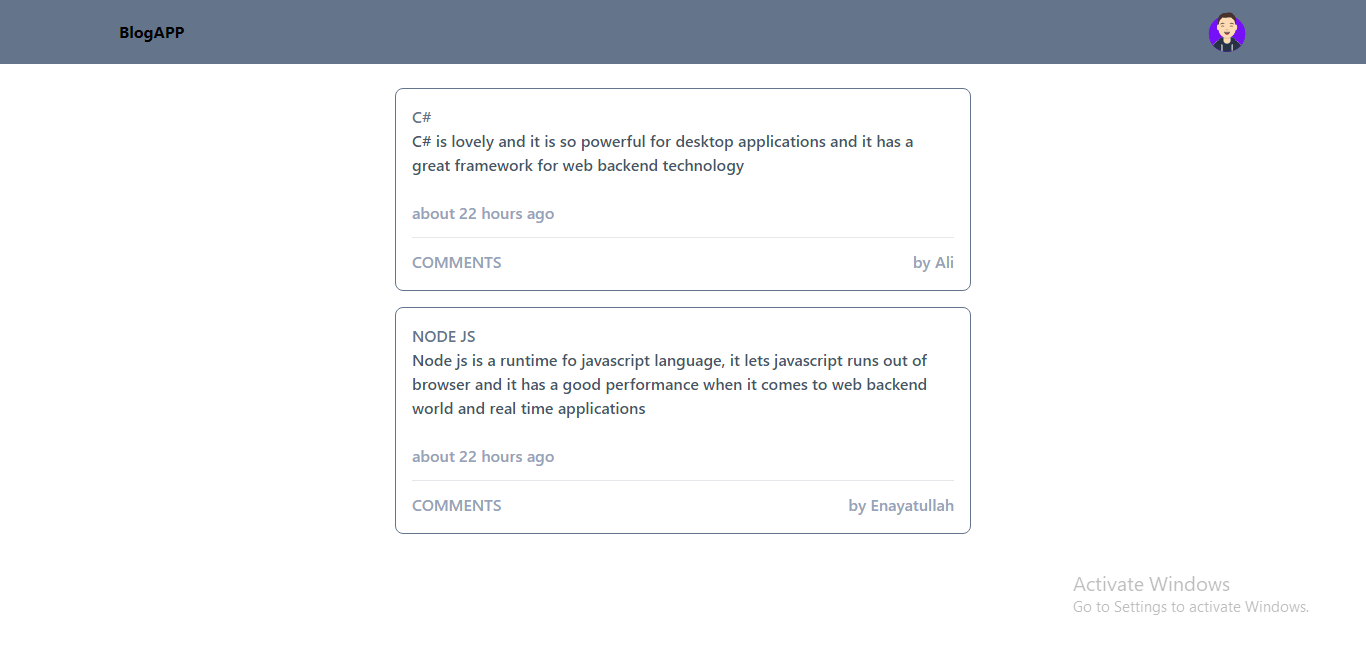 BlogAPP
C#
C# is lovely and it is so powerful for desktop applications and it has a
great framework for web backend technology
about 22 hours ago
COMMENTS by Ali
NODE JS
Node js is a runtime fo javascript language, it lets javascript runs out of
browser and it has a good performance when it comes to web backend
world and real time applications
about 22 hours ago
COMMENTS by Enayatullah
Activate Windows
Go to Settings to activate Windows.